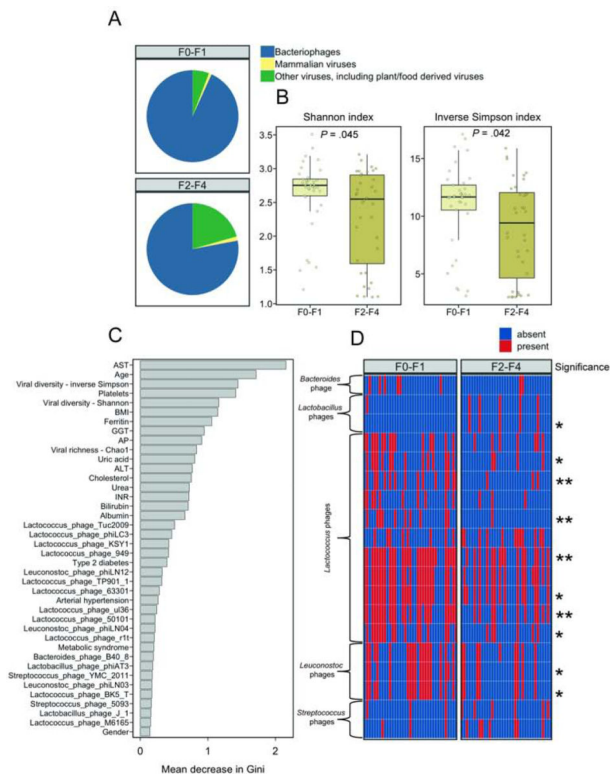 A
F0-F1
F2-F4
Bacteriophages
Mammalian viruses
Other viruses, including plant/food derived viruses
B
Shannon index
P = .045
3.5
3.0
2.5
2.0
1.5
1.0
F0-F1 F2-F4
Inverse Simpson index
P = .042
15
10
5
F0-F1 F2-F4
C
AST
Age
Viral diversity - inverse Simpson
Platelets
Viral diversity - Shannon
BMI
Ferritin
GGT
AP
Viral richness - Chao1
Uric acid
ALT
Cholesterol
Urea
INR
Bilirubin
Albumin
Lactococcus_phage_Tuc2009
Lactococcus_phage_phiLC3
Lactococcus_phage_KSY1
Lactococcus_phage_949
Type 2 diabetes
Leuconostoc_phage_phiLN12
Lactococcus_phage_TP901_1
Lactococcus_phage_63301
Arterial hypertension
Lactococcus_phage_ul36
Lactococcus_phage_50101
Leuconostoc_phage_phiLN04
Lactococcus_phage_r1t
Metabolic syndrome
Bacteroides_phage_B40_8
Lactobacillus_phage_phiAT3
Streptococcus_phage_YMC_2011
Leuconostoc_phage_phiLN03
Lactococcus_phage_BK5_T
Streptococcus_phage_5093
Lactobacillus_phage_J_1
Lactococcus_phage_M6165
Gender
0 1 2
Mean decrease in Gini
D
absent
present
F0-F1 F2-F4 Significance
Bacteroides
phage
Lactobacillus
phages
Lactococcus phages
Leuconostoc
phages
Streptococcus
phages
*
*
**
**
**
*
**
*
*
*